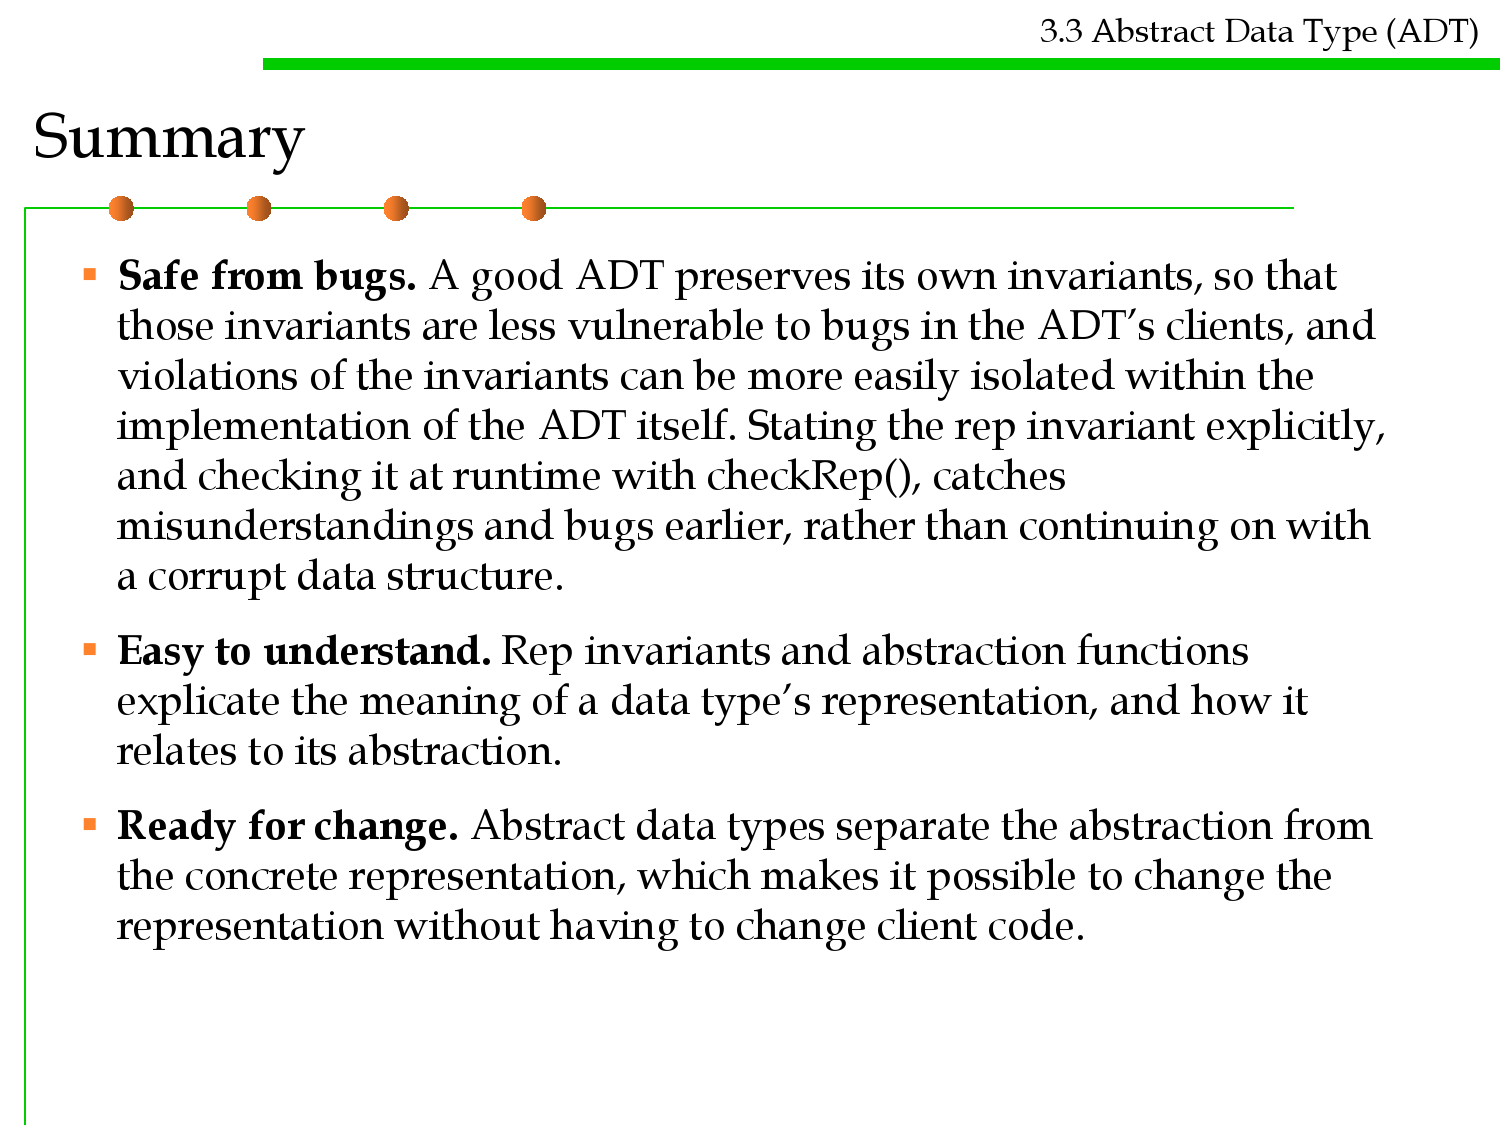 3.3 Abstract Data Type (ADT)
Summary
▪ Safe from bugs. A good ADT preserves its own invariants, so that
those invariants are less vulnerable to bugs in the ADT’s clients, and
violations of the invariants can be more easily isolated within the
implementation of the ADT itself. Stating the rep invariant explicitly,
and checking it at runtime with checkRep(), catches
misunderstandings and bugs earlier, rather than continuing on with
a corrupt data structure.
▪ Easy to understand. Rep invariants and abstraction functions
explicate the meaning of a data type’s representation, and how it
relates to its abstraction.
▪ Ready for change. Abstract data types separate the abstraction from
the concrete representation, which makes it possible to change the
representation without having to change client code.